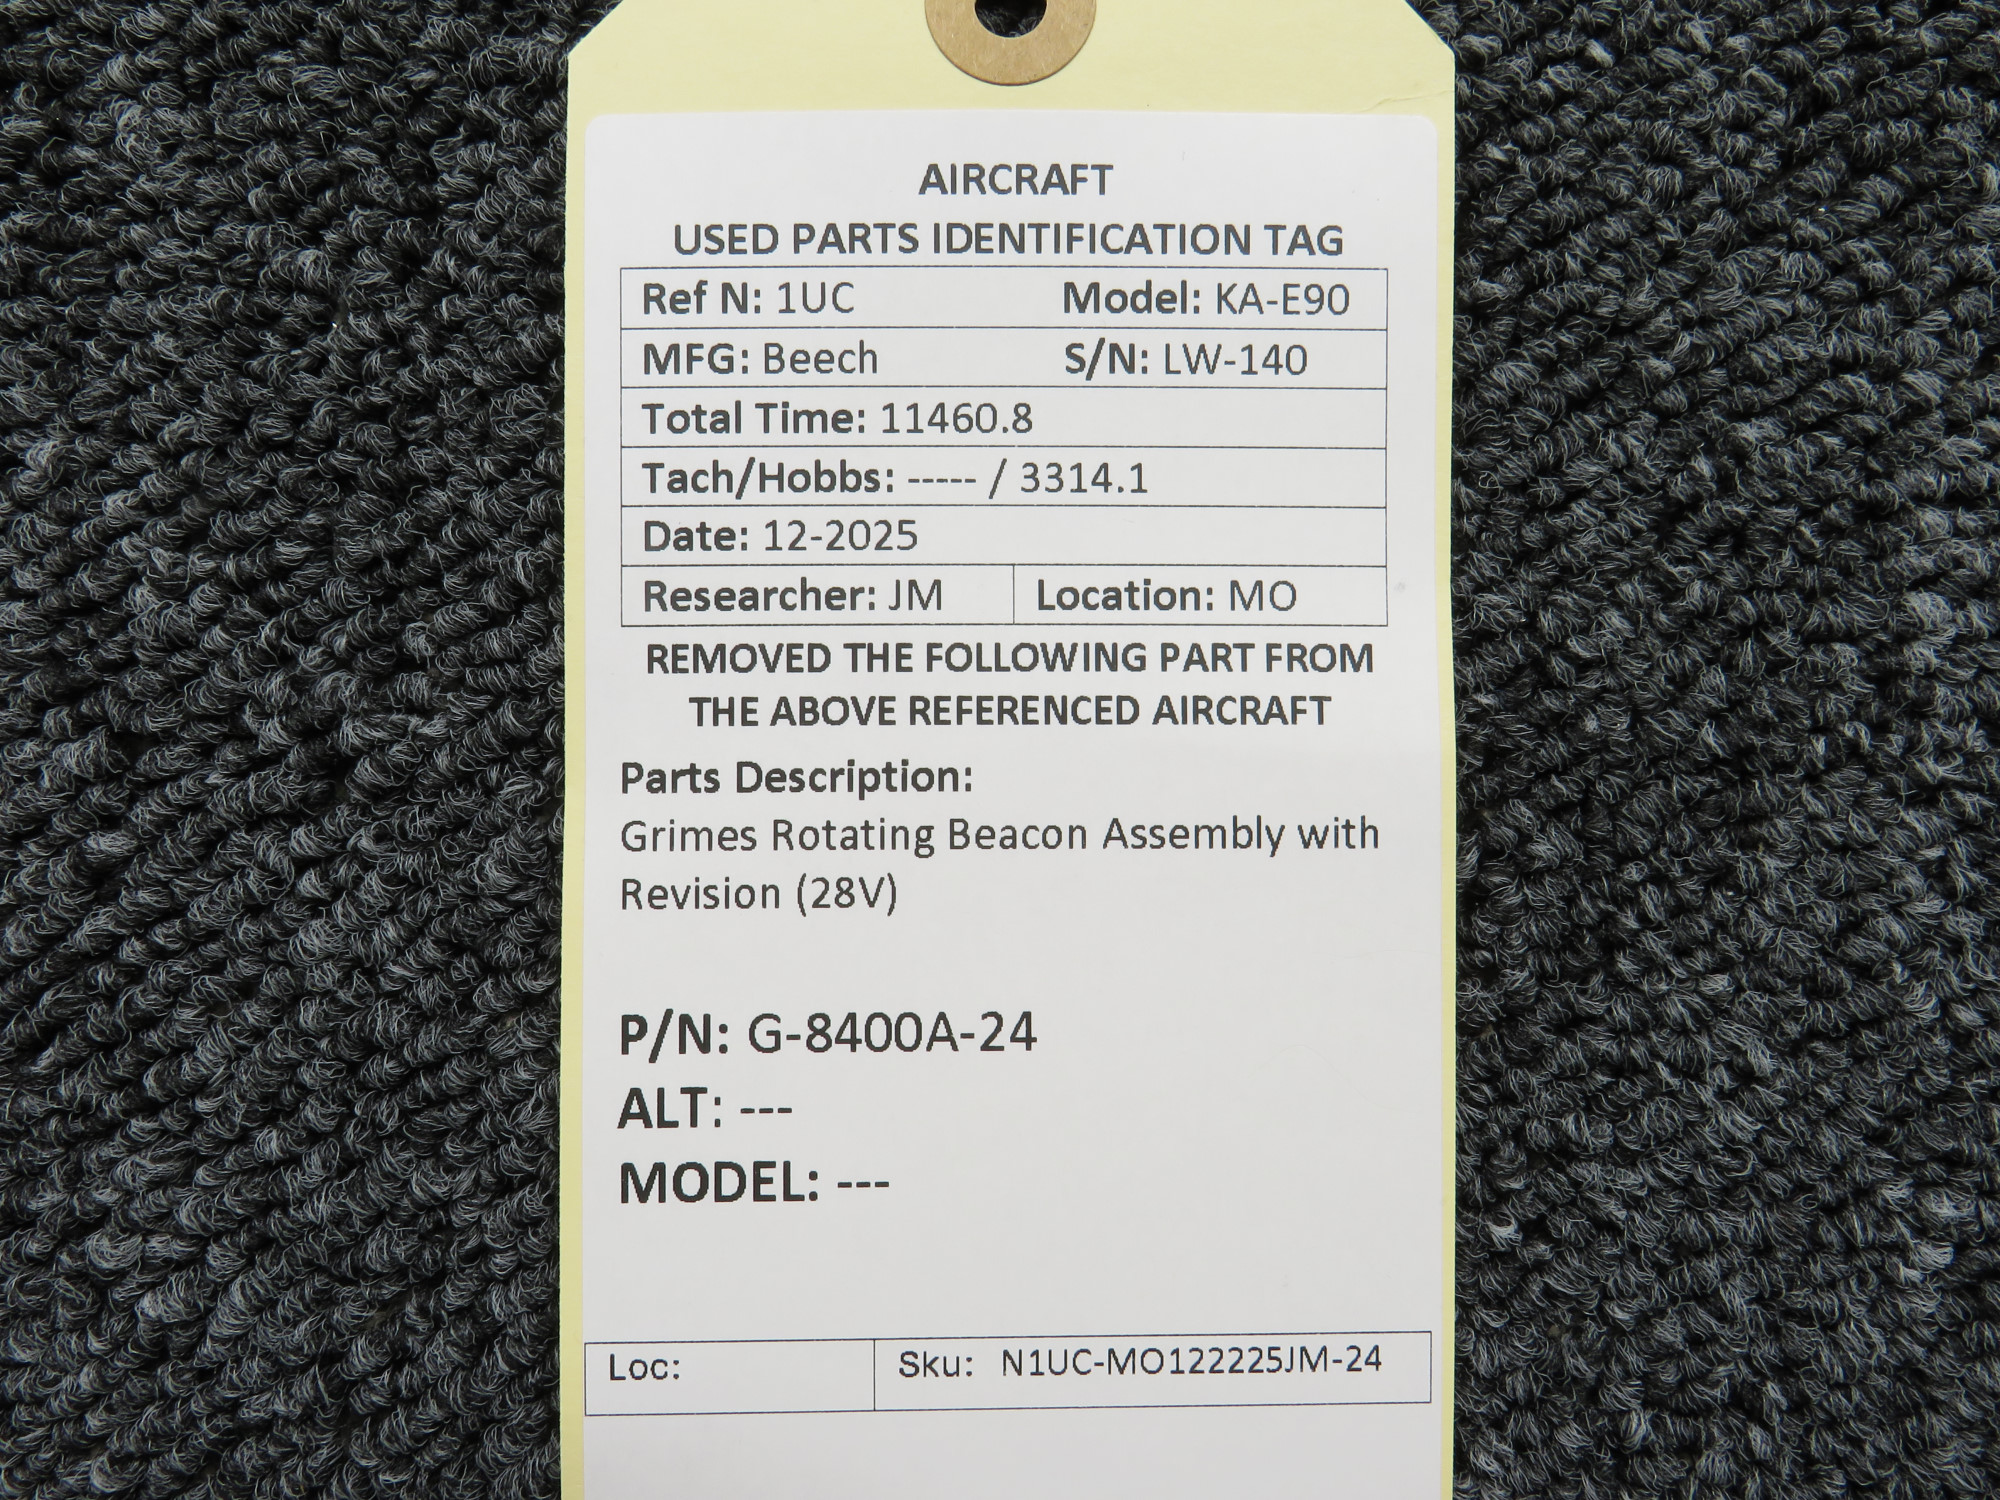 AIRCRAFT
USED PARTS IDENTIFICATION TAG
Ref N: 1UC Model: KA-E90
MFG: Beech S/N: LW-140
Total Time: 11460.8
Tach/Hobbs: ----- / 3314.1
Date: 12-2025
Researcher: JM Location: MO
REMOVED THE FOLLOWING PART FROM
THE ABOVE REFERENCED AIRCRAFT
Parts Description:
Grimes Rotating Beacon Assembly with
Revision (28V)
P/N: G-8400A-24
ALT: ---
MODEL: ---
Loc: Sku: N1UC-MO122225JM-24